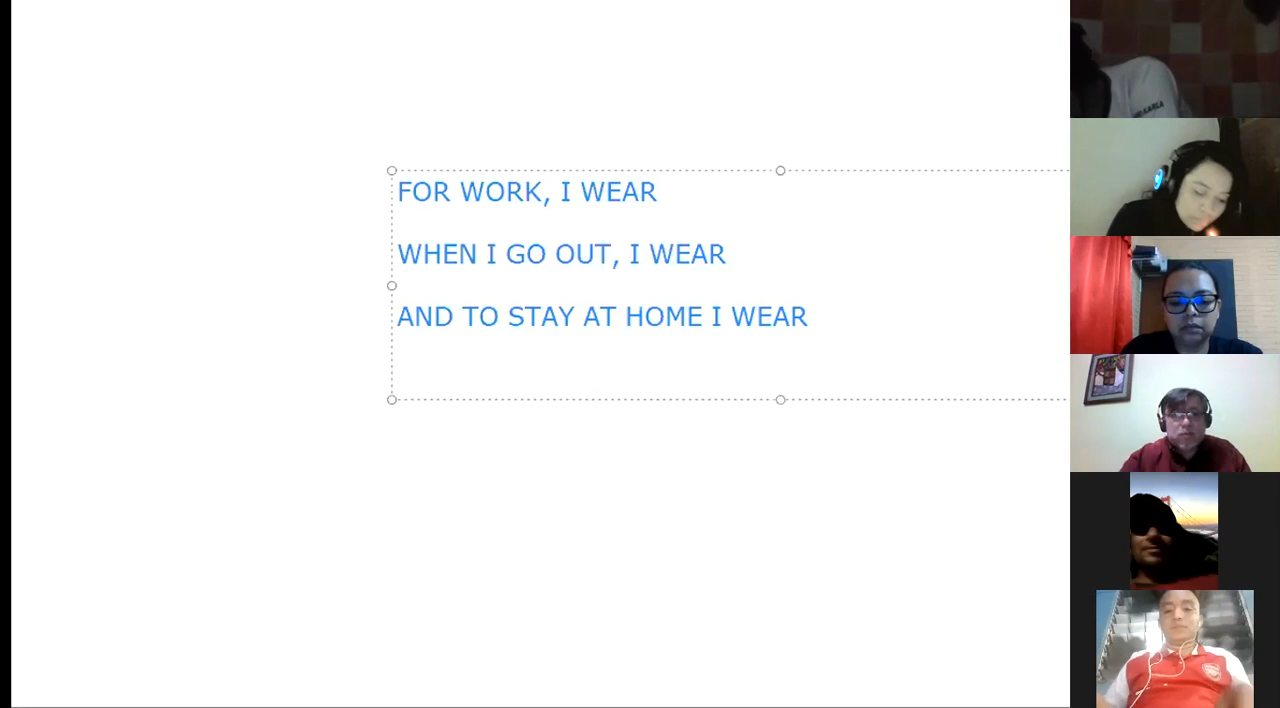 FOR WORK, I WEAR
WHEN I GO OUT, I WEAR
AND TO STAY AT HOME I WEAR